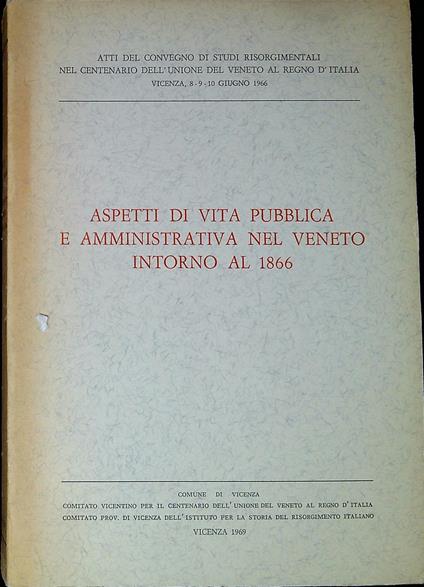 ATTI DEL CONVEGNO DI STUDI RISORGIMENTALI
NEL CENTENARIO DELL'UNIONE DEL VENETO AL REGNO D'ITALIA
VICENZA, 8-9-10 GIUGNO 1966
ASPETTI DI VITA PUBBLICA
E AMMINISTRATIVA NEL VENETO
INTORNO AL 1866
COMUNE DI VICENZA
COMITATO VICENTINO PER IL CENTENARIO DELL'UNIONE DEL VENETO AL REGNO D'ITALIA
COMITATO PROV. DI VICENZA DELL'ISTITUTO PER LA STORIA DEL RISORGIMENTO ITALIANO
VICENZA 1969